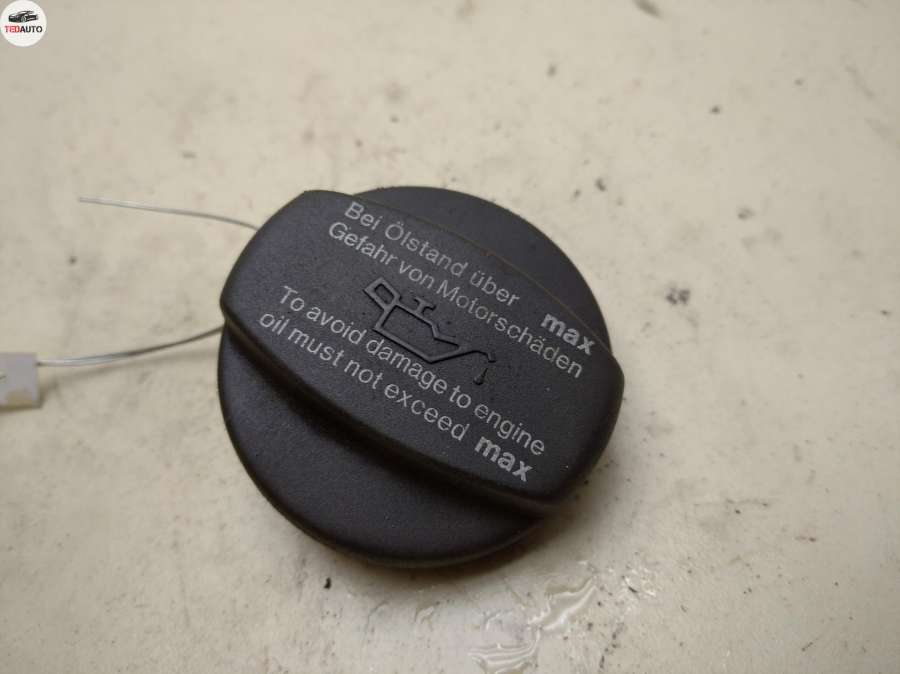 TEDAUTO
Bei Ölstand über max
Gefahr von Motorschäden
To avoid damage to engine
oil must not exceed max